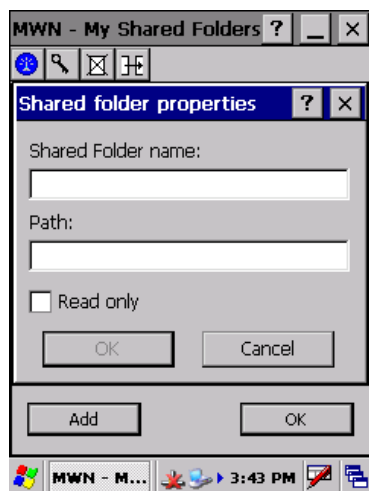 MWN - My Shared Folders ? _ ×
Shared folder properties ? ×
Shared Folder name:
Path:
Read only
OK Cancel
Add OK
MWN - M... 3:43 PM